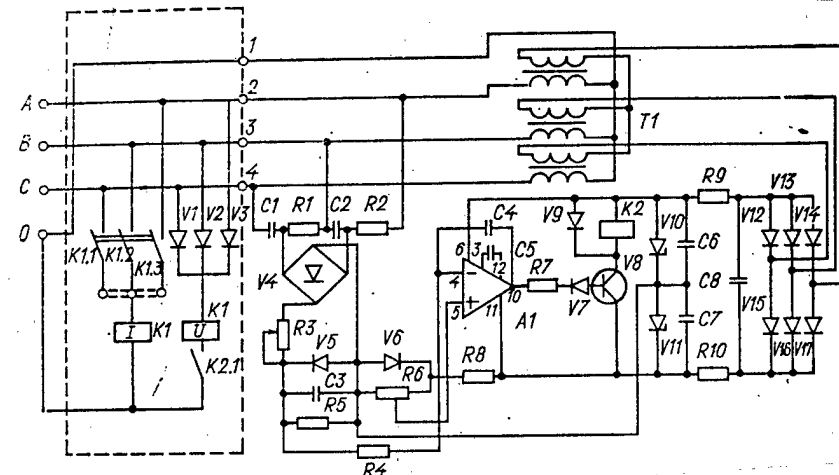 1
A 2
B 3 T1
C 4
0 V1 V2 V3 C1 R1 C2 R2 C4 V9 K2 V10 R9 V12 V13 V14
K1.1 K1.2 K1.3 V4 6 3 C5 12 R7 V8 C6
4 − V7 C8
5 + 11 10 A1 V11 C7 V15
I K1 U K1 R3 V5 V6 R8 R10 V16 V17
K2.1 C3 R6
R5
R4